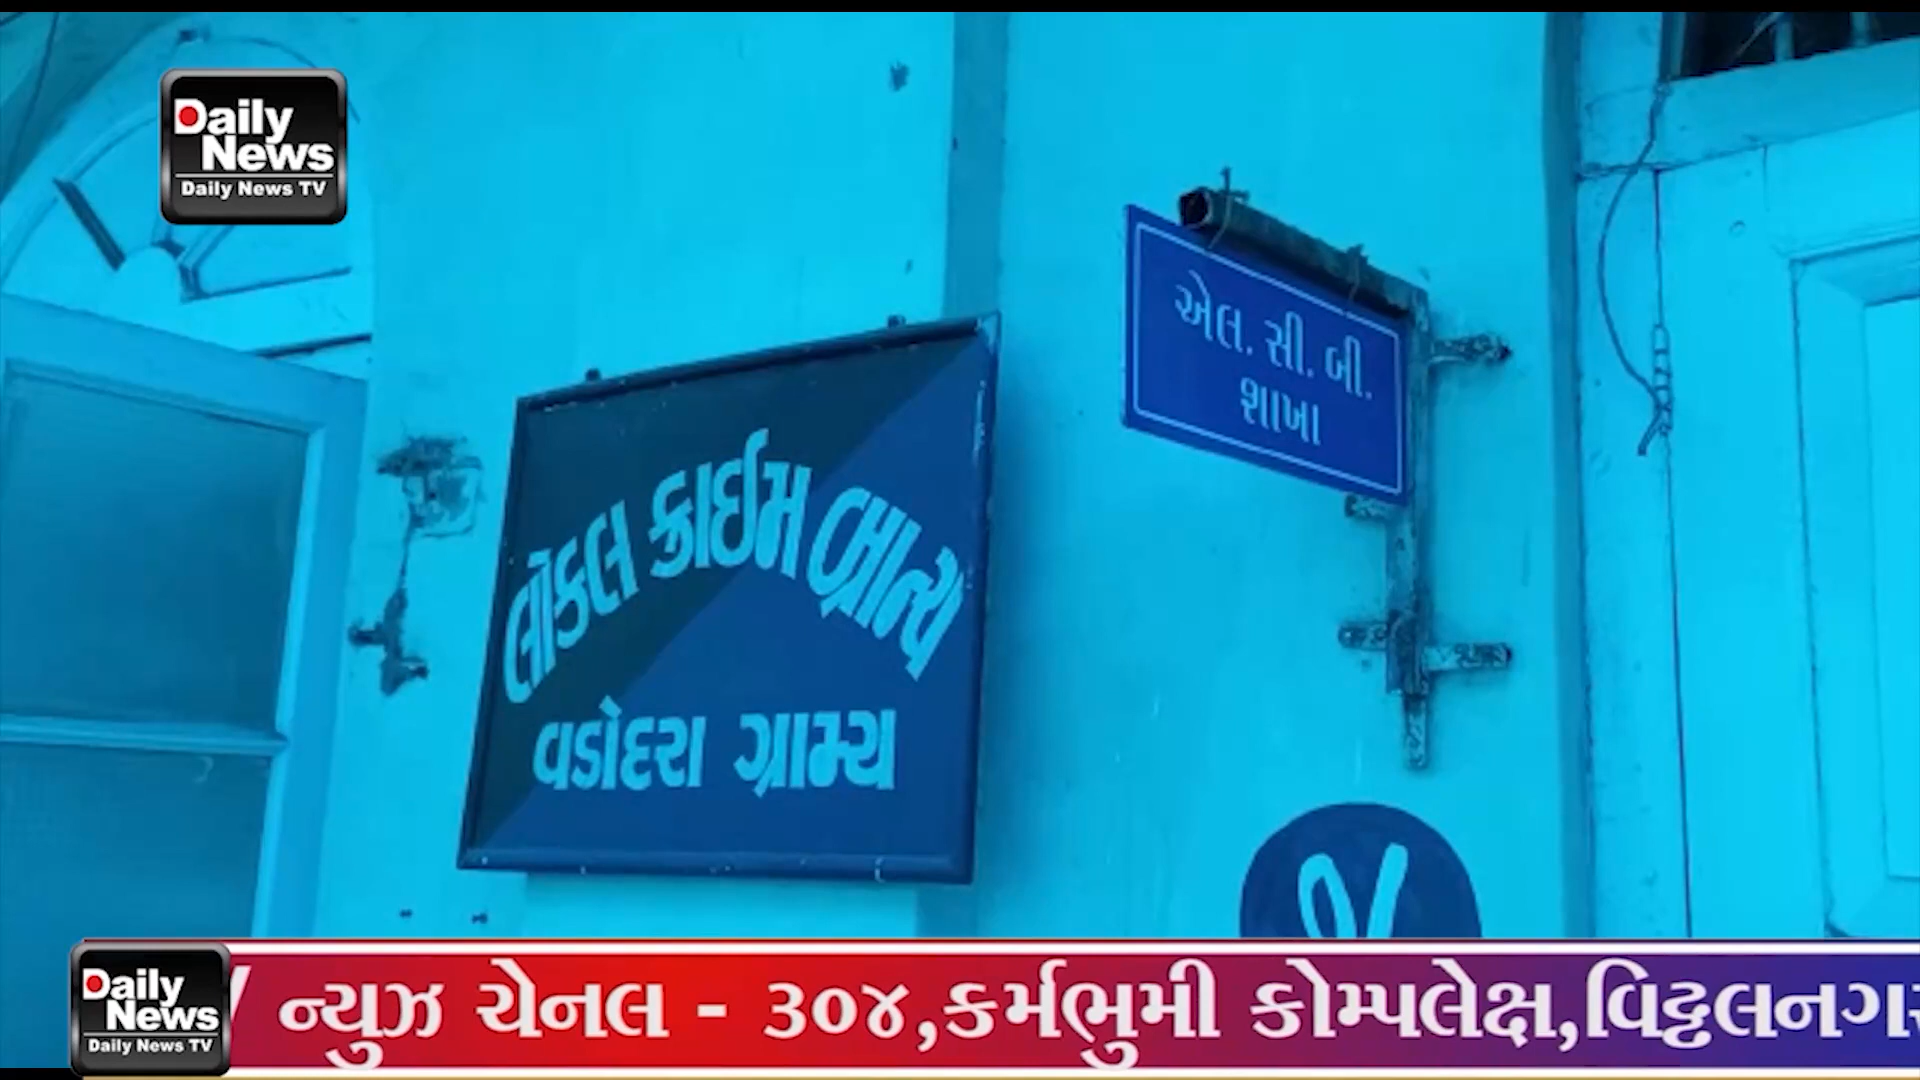 Daily
News
Daily News TV
એલ. સી. બી.
શાખા
લોકલ ક્રાઈમ બ્રાન્ચ
વડોદરા ગ્રામ્ય
Daily
News
Daily News TV
ન્યુઝ ચેનલ - ૩૦૪,કર્મભુમી કોમ્પલેક્ષ,વિઠ્ઠલનગર